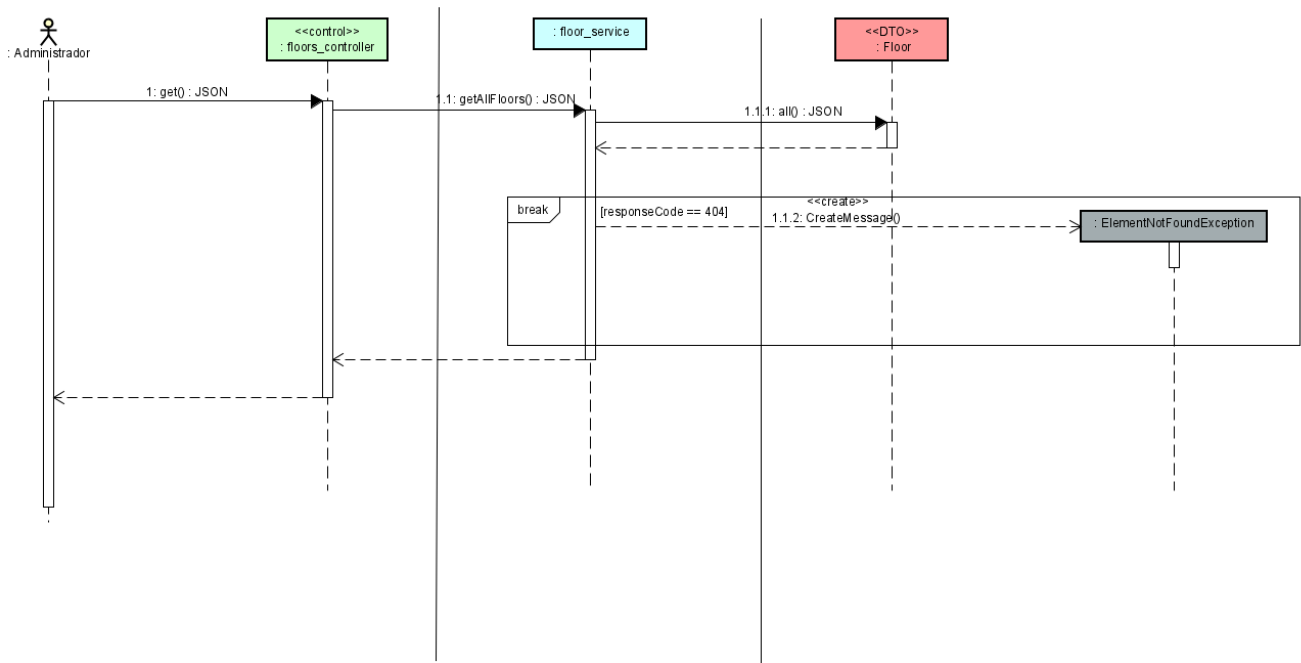 : Administrador
<<control>>
: floors_controller
: floor_service
<<DTO>>
: Floor
1: get() : JSON
1.1: getAllFloors() : JSON
1.1.1: all() : JSON
break
[responseCode == 404]
<<create>>
1.1.2: CreateMessage()
: ElementNotFoundException